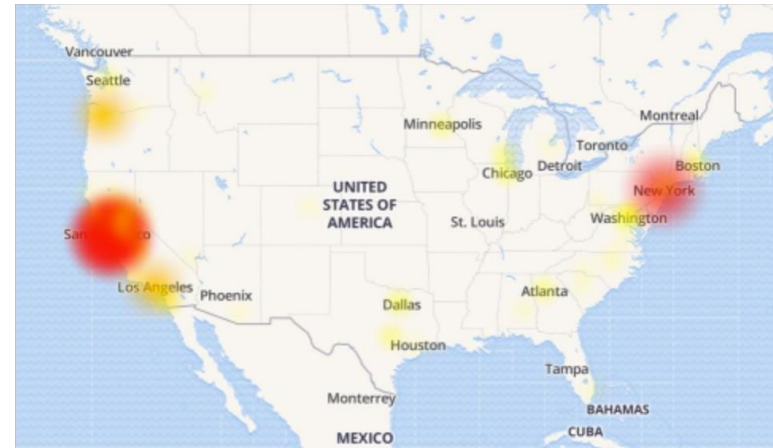 Vancouver
Seattle
Montreal
Minneapolis
Toronto
Boston
Chicago
Detroit
New York
UNITED
STATES OF
AMERICA
St. Louis
Washington
San
co
Los Angeles
Phoenix
Atlanta
Dallas
Houston
Tampa
Monterrey
BAHAMAS
MEXICO
CUBA